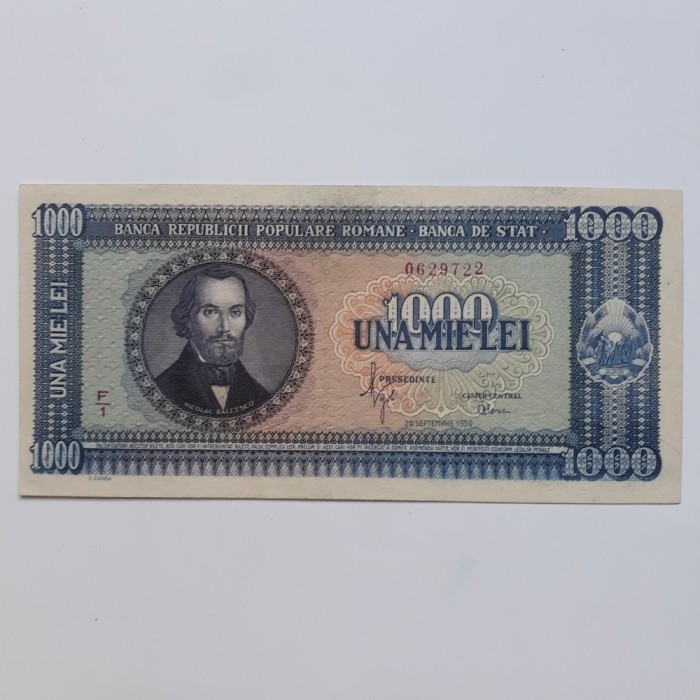 1000
BANCA REPUBLICII POPULARE ROMANE · BANCA DE STAT ·
1000
0629722
1000
UNA MIE LEI
UNA MIE LEI
PRESEDINTE
CASIER CENTRAL
F/1
NICOLAE BALCESCU
20 SEPTEMVRIE 1950
1000
1000